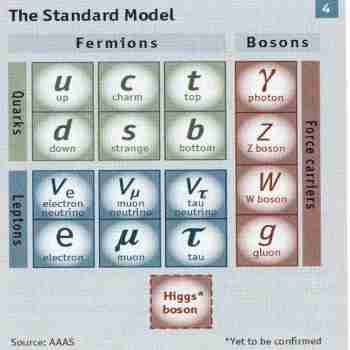 The Standard Model
4
Fermions
Bosons
Quarks
u
up
c
charm
t
top
γ
photon
d
down
s
strange
b
bottom
Z
Z boson
Force carriers
Leptons
Ve
electron
neutrino
Vμ
muon
neutrino
Vτ
tau
neutrino
W
W boson
e
electron
μ
muon
τ
tau
g
gluon
Higgs*
boson
Source: AAAS
*Yet to be confirmed